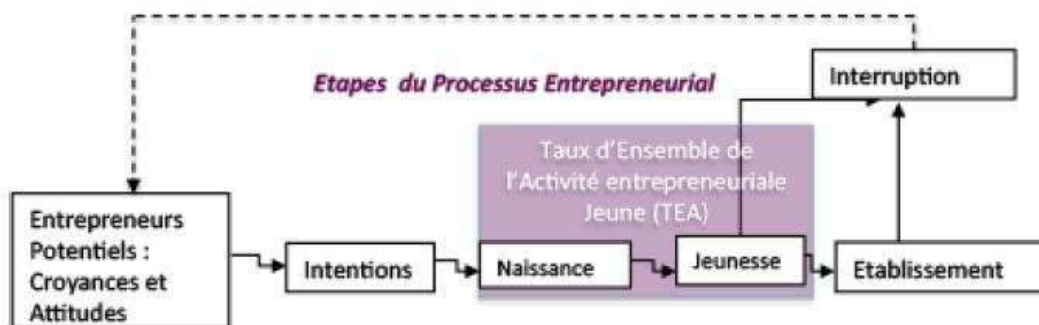 Etapes du Processus Entrepreneurial
Interruption
Taux d'Ensemble de
l'Activité entrepreneuriale
Jeune (TEA)
Entrepreneurs
Potentiels :
Croyances et
Attitudes
Intentions
Naissance
Jeunesse
Etablissement